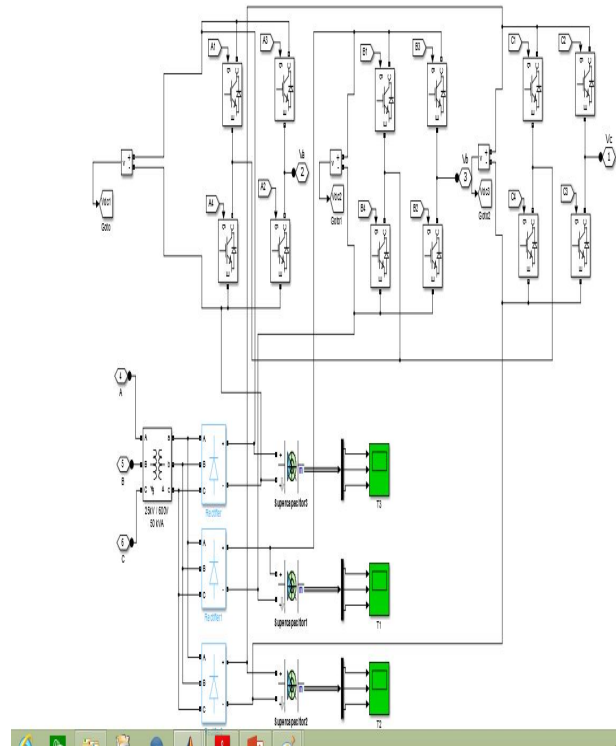 A1
A3
B1
B3
C1
C2
Va
2
Vb
3
Vc
1
Vdc1
Goto
Vdc2
Goto1
Vdc3
Goto2
A4
A2
B4
B2
C4
C3
4
A
5
B
6
C
25kV / 600V
50 kVA
A
B
C
Rectifier
Supercapacitor3
T3
A
B
C
Rectifier1
Supercapacitor1
T1
A
B
C
Supercapacitor2
T2